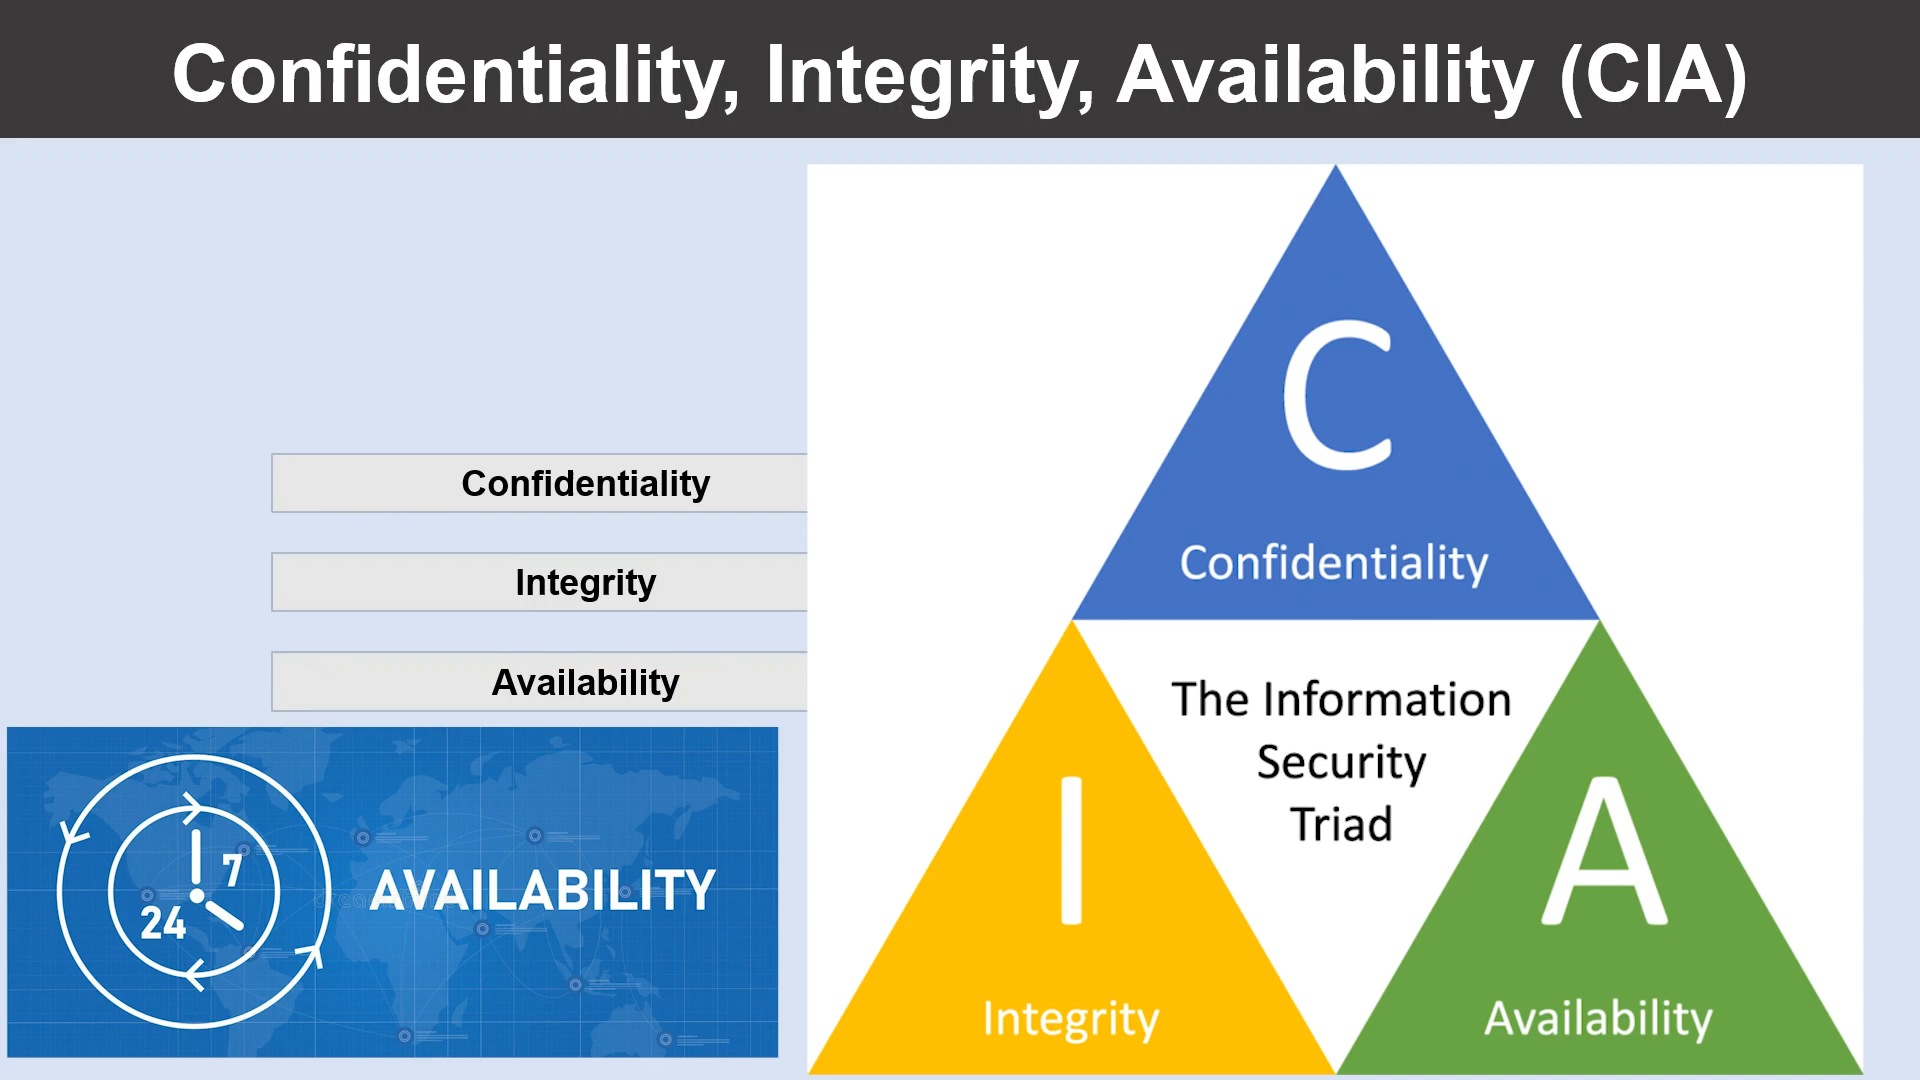 Confidentiality, Integrity, Availability (CIA)
Confidentiality
Integrity
Availability
7
24
AVAILABILITY
C
Confidentiality
The Information
Security
Triad
I
Integrity
A
Availability